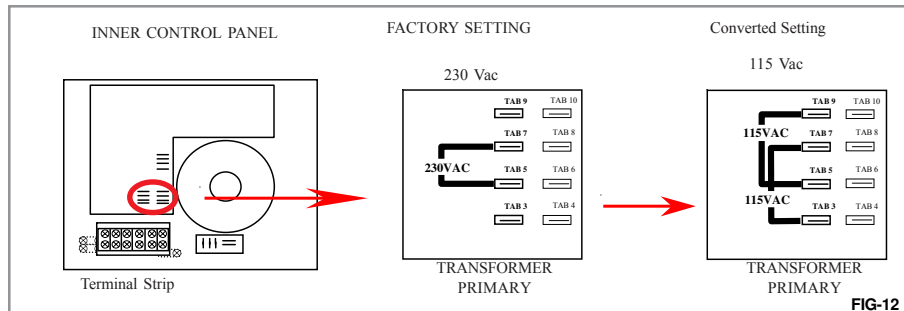 INNER CONTROL PANEL
Terminal Strip
FACTORY SETTING
230 Vac
TAB 9 TAB 10
TAB 7 TAB 8
230VAC
TAB 5 TAB 6
TAB 3 TAB 4
TRANSFORMER
PRIMARY
Converted Setting
115 Vac
TAB 9 TAB 10
115VAC
TAB 7 TAB 8
TAB 5 TAB 6
115VAC
TAB 3 TAB 4
TRANSFORMER
PRIMARY
FIG-12